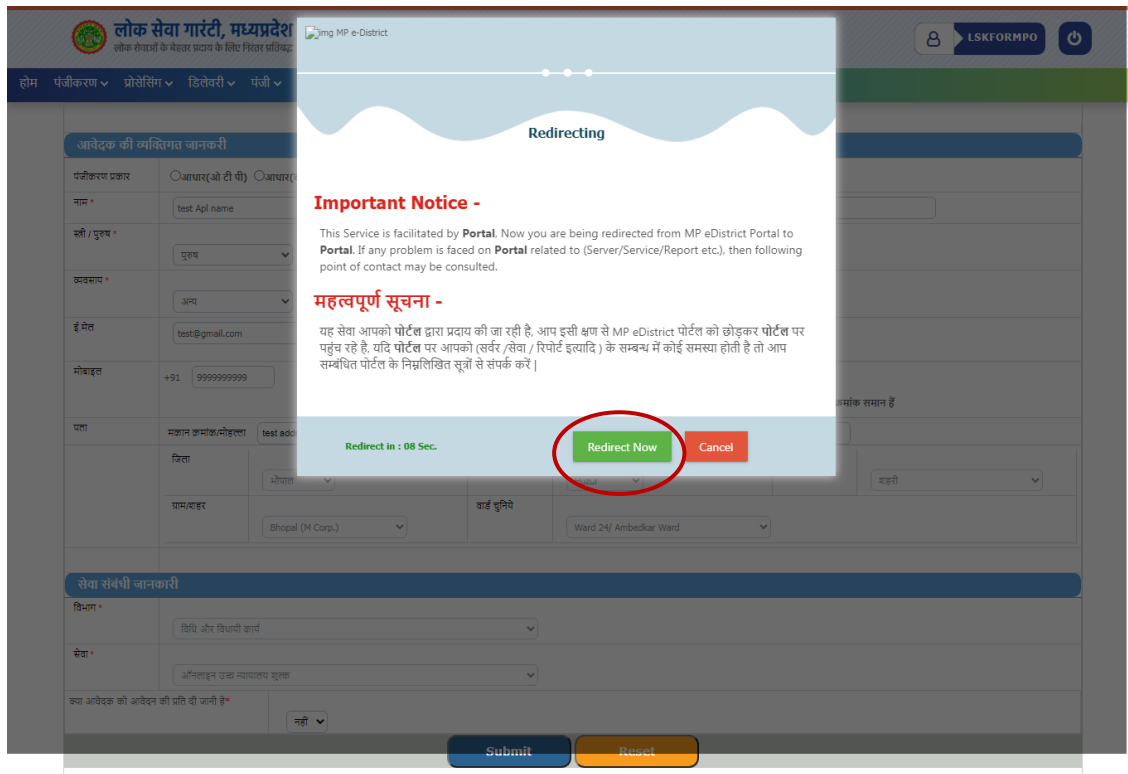 लोक सेवा गारंटी, मध्यप्रदेश
लोक सेवाओं के बेहतर प्रदाय के लिए निरंतर प्रतिबद्ध
img MP e-District
LSKFORMPO
होम पंजीकरण प्रोसेसिंग डिलेवरी पंजी
Redirecting
आवेदक की व्यक्तिगत जानकरी
पंजीकरण प्रकार आधार(ओ टी पी) आधार(
नाम * test Apl name
स्त्री / पुरुष *
पुरुष
व्यवसाय *
अन्य
ई मेल
test@gmail.com
मोबाइल
+91 9999999999
क्रमांक समान हैं
पता मकान क्रमांक/मोहल्ला test add
Important Notice -
This Service is facilitated by Portal, Now you are being redirected from MP eDistrict Portal to
Portal. If any problem is faced on Portal related to (Server/Service/Report etc.), then following
point of contact may be consulted.
महत्वपूर्ण सूचना -
यह सेवा आपको पोर्टल द्वारा प्रदाय की जा रही है, आप इसी क्षण से MP eDistrict पोर्टल को छोड़कर पोर्टल पर
पहुंच रहे है, यदि पोर्टल पर आपको (सर्वर /सेवा / रिपोर्ट इत्यादि ) के सम्बन्ध में कोई समस्या होती है तो आप
सम्बंधित पोर्टल के निम्नलिखित सूत्रों से संपर्क करें |
Redirect in : 08 Sec. Redirect Now Cancel
जिला
भोपाल शहरी
ग्राम/शहर वार्ड चुनिये
Bhopal (M Corp.) Ward 24/ Ambedkar Ward
सेवा संबंधी जानकारी
विभाग *
विधि और विधायी कार्य
सेवा *
ऑनलाइन उच्च न्यायालय शुल्क
क्या आवेदक को आवेदन की प्रति दी जानी है*
नहीं
Submit Reset